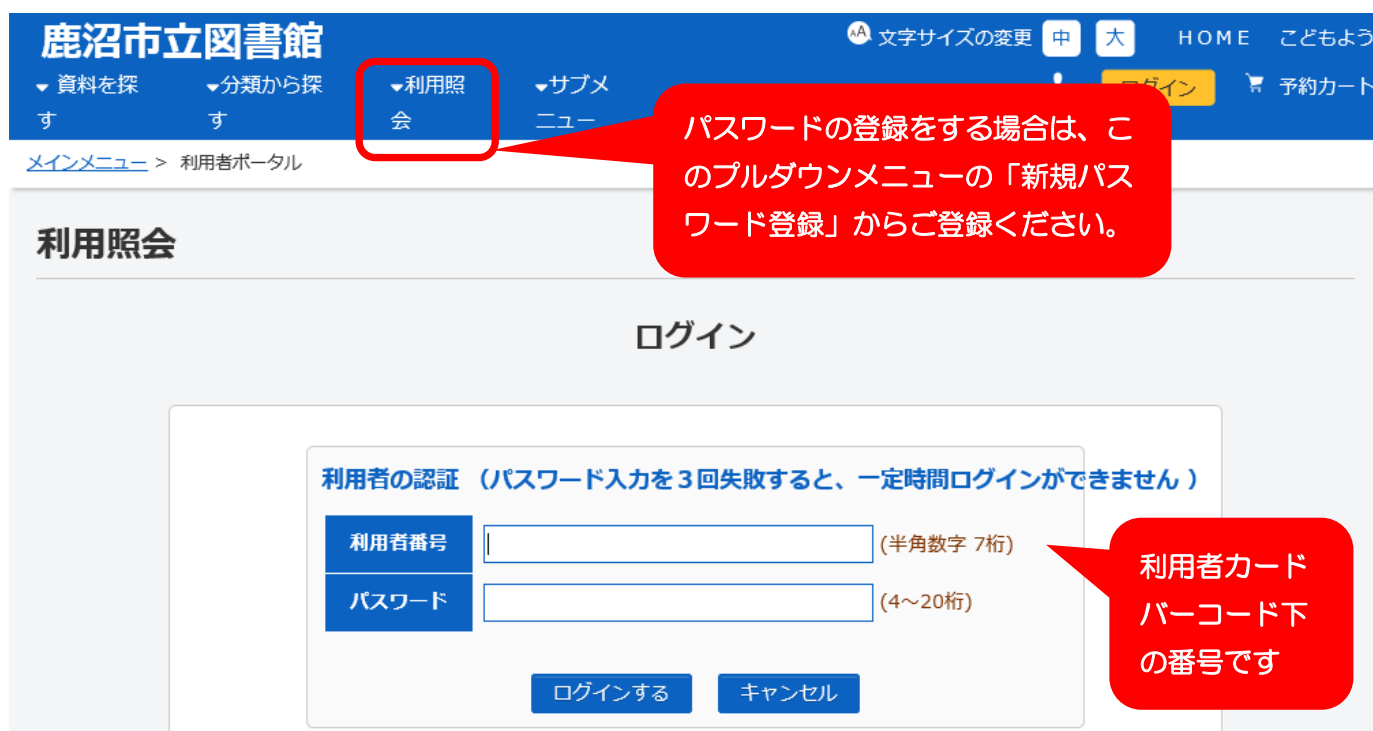 鹿沼市立図書館
文字サイズの変更 中 大 HOME こどもよう
▼資料を探す
▼分類から探す
▼利用照会
▼サブメニュー
ログイン
予約カート
メインメニュー > 利用者ポータル
パスワードの登録をする場合は、こ
のプルダウンメニューの「新規パス
ワード登録」からご登録ください。
利用照会
ログイン
利用者の認証 (パスワード入力を3回失敗すると、一定時間ログインができません )
利用者番号 (半角数字 7桁)
パスワード (4～20桁)
利用者カード
バーコード下
の番号です
ログインする キャンセル